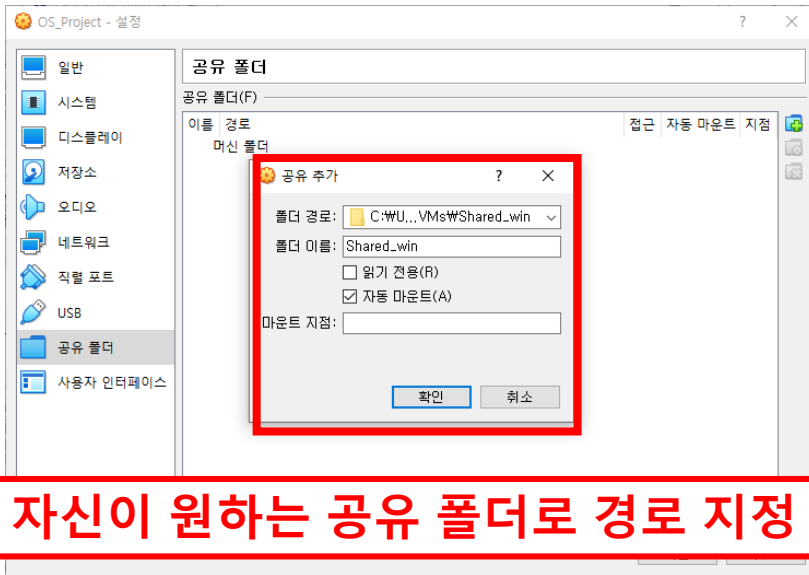 OS_Project - 설정
?
일반
시스템
디스플레이
저장소
오디오
네트워크
직렬 포트
USB
공유 폴더
사용자 인터페이스
공유 폴더
공유 폴더(F)
이름 경로 접근 자동 마운트 지점
머신 폴더
공유 추가 ?
폴더 경로: C:₩U,,,VMs₩Shared_win
폴더 이름: Shared_win
읽기 전용(R)
자동 마운트(A)
마운트 지점:
확인 취소
자신이 원하는 공유 폴더로 경로 지정